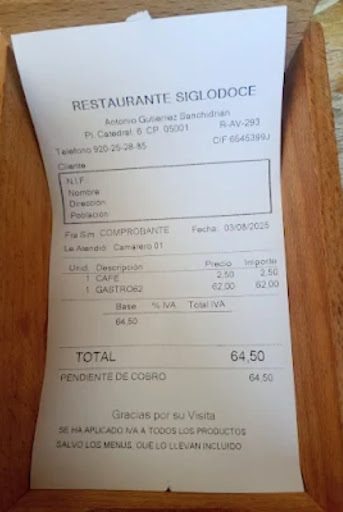 RESTAURANTE SIGLODOCE
Antonio Gutierrez Sanchidrian
Pl. Catedral, 6 CP. 05001 R-AV-293
Telefono 920-25-28-85 CIF 6545399J
Cliente
N.I.F.:
Nombre:
Dirección:
Población:
Fra.Sim. COMPROBANTE Fecha: 03/08/2025
Le Atendió: Camarero 01
Unid. Descripción Precio Importe
1 CAFE 2,50 2,50
1 GASTRO62 62,00 62,00
Base % IVA Total IVA
64,50
TOTAL 64,50
PENDIENTE DE COBRO 64,50
Gracias por su Visita
SE HA APLICADO IVA A TODOS LOS PRODUCTOS
SALVO LOS MENUS, QUE LO LLEVAN INCLUIDO